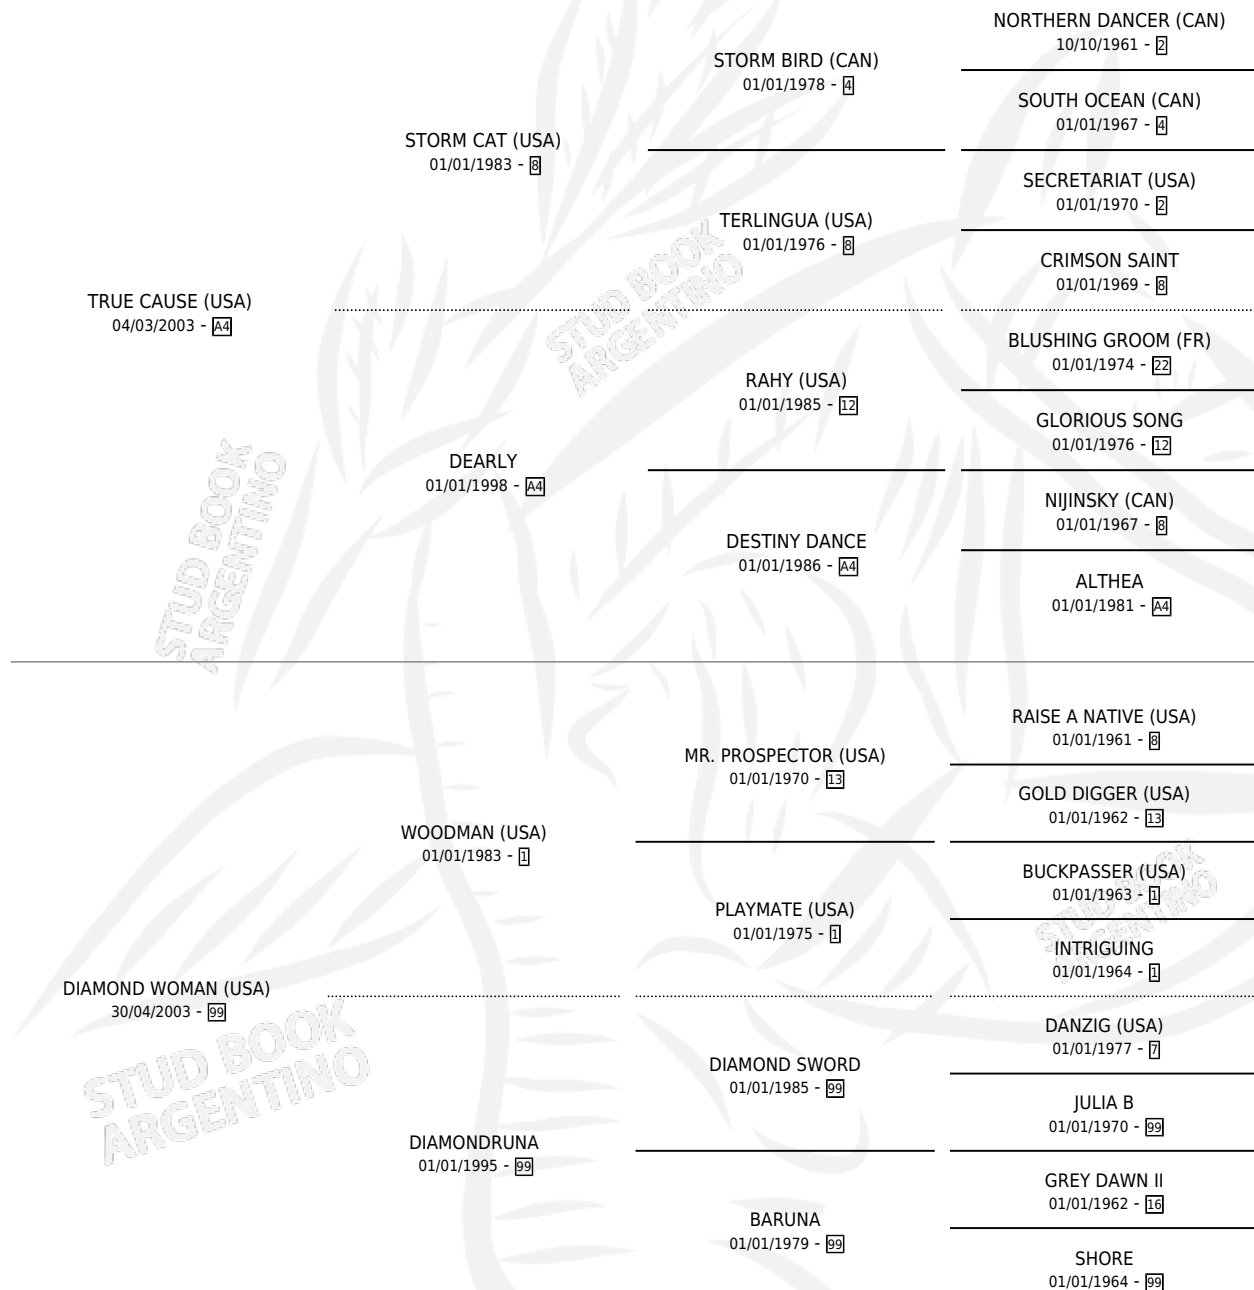 NORTHERN DANCER (CAN)
10/10/1961 - 2
STORM BIRD (CAN)
01/01/1978 - 4
SOUTH OCEAN (CAN)
01/01/1967 - 4
STORM CAT (USA)
01/01/1983 - 8
SECRETARIAT (USA)
01/01/1970 - 2
TERLINGUA (USA)
01/01/1976 - 8
CRIMSON SAINT
01/01/1969 - 8
TRUE CAUSE (USA)
04/03/2003 - A4
BLUSHING GROOM (FR)
01/01/1974 - 22
RAHY (USA)
01/01/1985 - 12
GLORIOUS SONG
01/01/1976 - 12
DEARLY
01/01/1998 - A4
NIJINSKY (CAN)
01/01/1967 - 8
DESTINY DANCE
01/01/1986 - A4
ALTHEA
01/01/1981 - A4
RAISE A NATIVE (USA)
01/01/1961 - 8
MR. PROSPECTOR (USA)
01/01/1970 - 13
GOLD DIGGER (USA)
01/01/1962 - 13
WOODMAN (USA)
01/01/1983 - 1
BUCKPASSER (USA)
01/01/1963 - 1
PLAYMATE (USA)
01/01/1975 - 1
INTRIGUING
01/01/1964 - 1
DIAMOND WOMAN (USA)
30/04/2003 - 99
DANZIG (USA)
01/01/1977 - 7
DIAMOND SWORD
01/01/1985 - 99
JULIA B
01/01/1970 - 99
DIAMONDRUNA
01/01/1995 - 99
GREY DAWN II
01/01/1962 - 16
BARUNA
01/01/1979 - 99
SHORE
01/01/1964 - 99
STUD BOOK
ARGENTINO
STUD BOOK
ARGENTINO
STUD BOOK
ARGENTINO
STUD BOOK
ARGENTINO